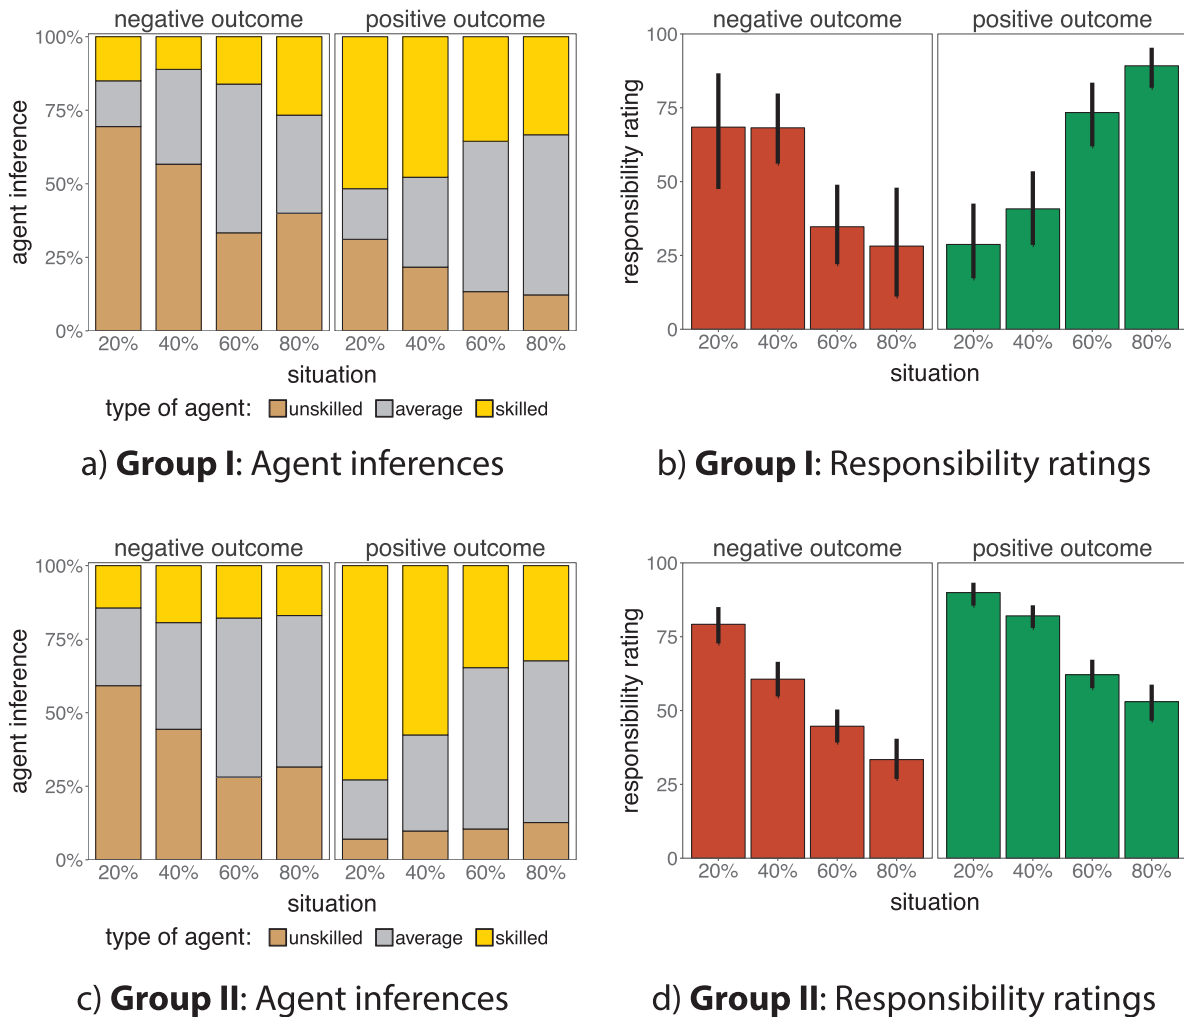 negative outcome positive outcome
100%
75%
50%
25%
0%
agent inference
20% 40% 60% 80% 20% 40% 60% 80%
situation
type of agent: unskilled average skilled
a) Group I: Agent inferences
negative outcome positive outcome
100
75
50
25
0
responsibility rating
20% 40% 60% 80% 20% 40% 60% 80%
situation
b) Group I: Responsibility ratings
negative outcome positive outcome
100%
75%
50%
25%
0%
agent inference
20% 40% 60% 80% 20% 40% 60% 80%
situation
type of agent: unskilled average skilled
c) Group II: Agent inferences
negative outcome positive outcome
100
75
50
25
0
responsibility rating
20% 40% 60% 80% 20% 40% 60% 80%
situation
d) Group II: Responsibility ratings